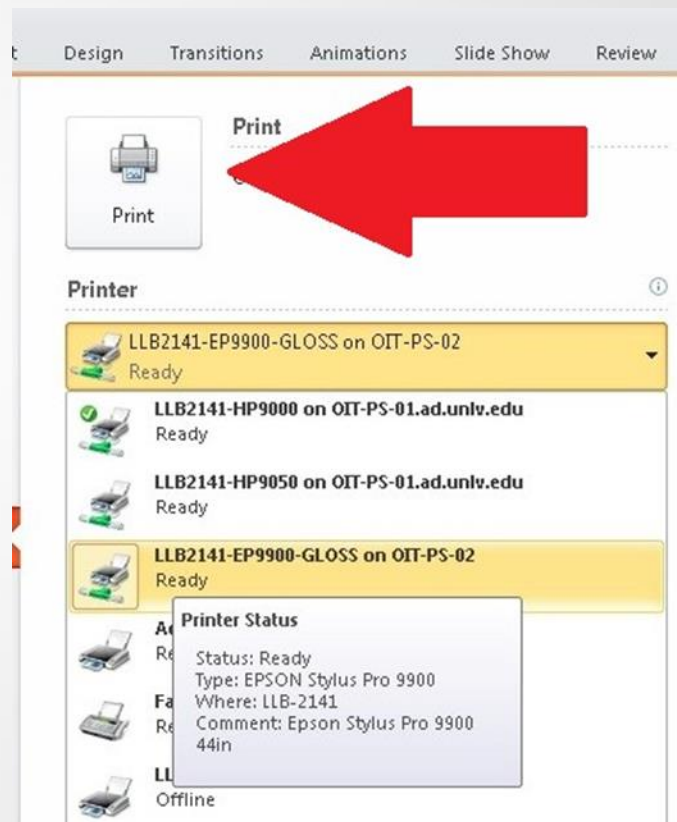 Design Transitions Animations Slide Show Review
Print
Print
Printer
LLB2141-EP9900-GLOSS on OIT-PS-02
Ready
LLB2141-HP9000 on OIT-PS-01.ad.unlv.edu
Ready
LLB2141-HP9050 on OIT-PS-01.ad.unlv.edu
Ready
LLB2141-EP9900-GLOSS on OIT-PS-02
Ready
Printer Status
Status: Ready
Type: EPSON Stylus Pro 9900
Where: LLB-2141
Comment: Epson Stylus Pro 9900
44in
Offline